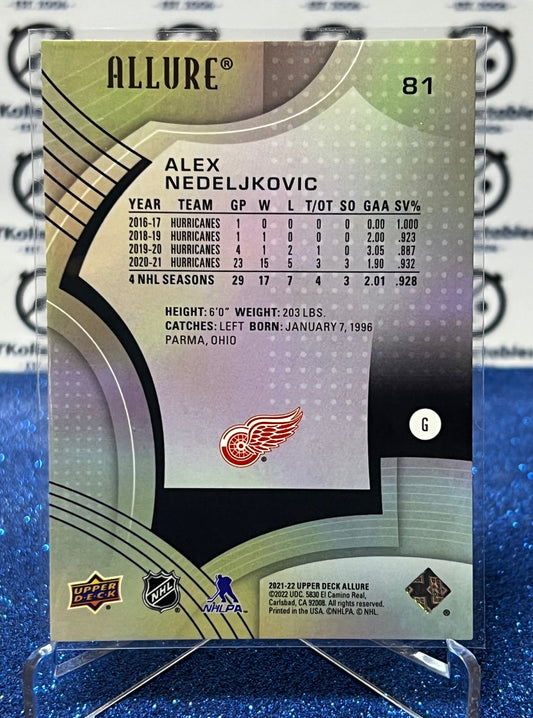 ALLURE®
81
ALEX
NEDELJKOVIC
YEAR TEAM GP W L T/OT SO GAA SV%
2016-17 HURRICANES 1 0 0 0 0 0.00 1.000
2018-19 HURRICANES 1 1 0 0 0 2.00 .923
2019-20 HURRICANES 4 1 2 1 0 3.05 .887
2020-21 HURRICANES 23 15 5 3 3 1.90 .932
4 NHL SEASONS 29 17 7 4 3 2.01 .928
HEIGHT: 6'0" WEIGHT: 203 LBS.
CATCHES: LEFT BORN: JANUARY 7, 1996
PARMA, OHIO
G
UPPER
D·E·C·K
NHL
NHLPA
2021-22 UPPER DECK ALLURE
©2022 UDC. 5830 El Camino Real,
Carlsbad, CA 92008. All rights reserved.
Printed in the USA. ©NHLPA. © NHL.